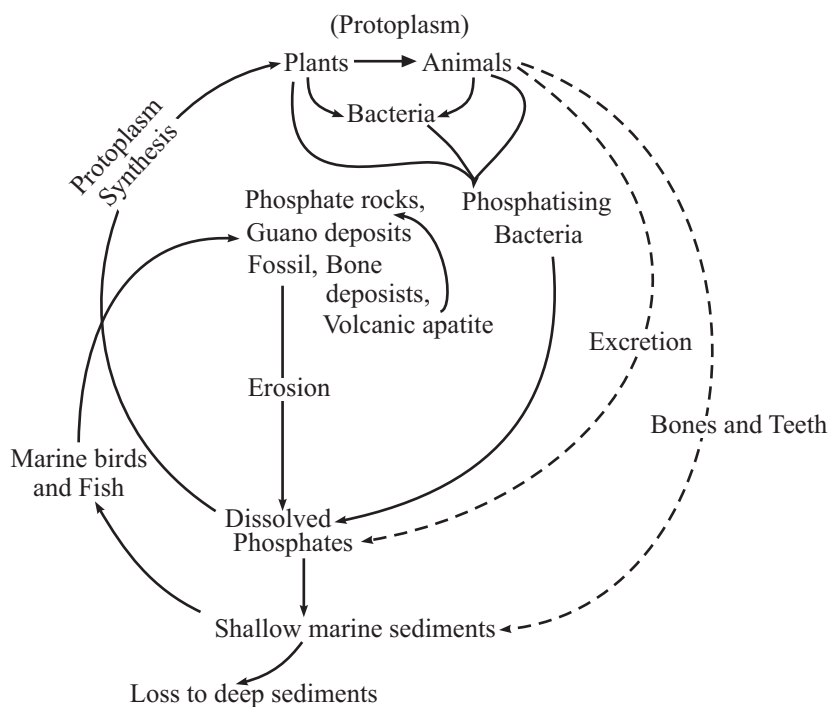 (Protoplasm)
Plants
Animals
Bacteria
Protoplasm
Synthesis
Phosphate rocks,
Guano deposits
Fossil, Bone
deposists,
Volcanic apatite
Phosphatising
Bacteria
Excretion
Erosion
Bones and Teeth
Marine birds
and Fish
Dissolved
Phosphates
Shallow marine sediments
Loss to deep sediments